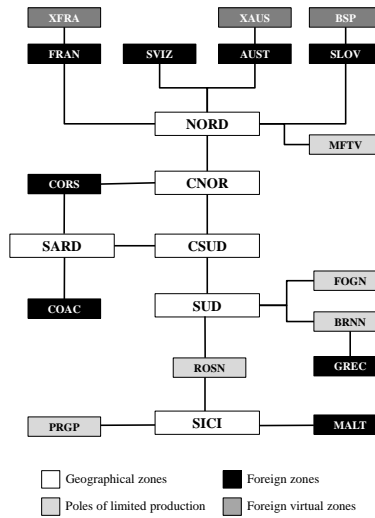 XFRA XAUS BSP
FRAN SVIZ AUST SLOV
NORD
MFTV
CORS CNOR
SARD CSUD
FOGN
COAC SUD
BRNN
ROSN GREC
PRGP SICI MALT
Geographical zones Foreign zones
Poles of limited production Foreign virtual zones